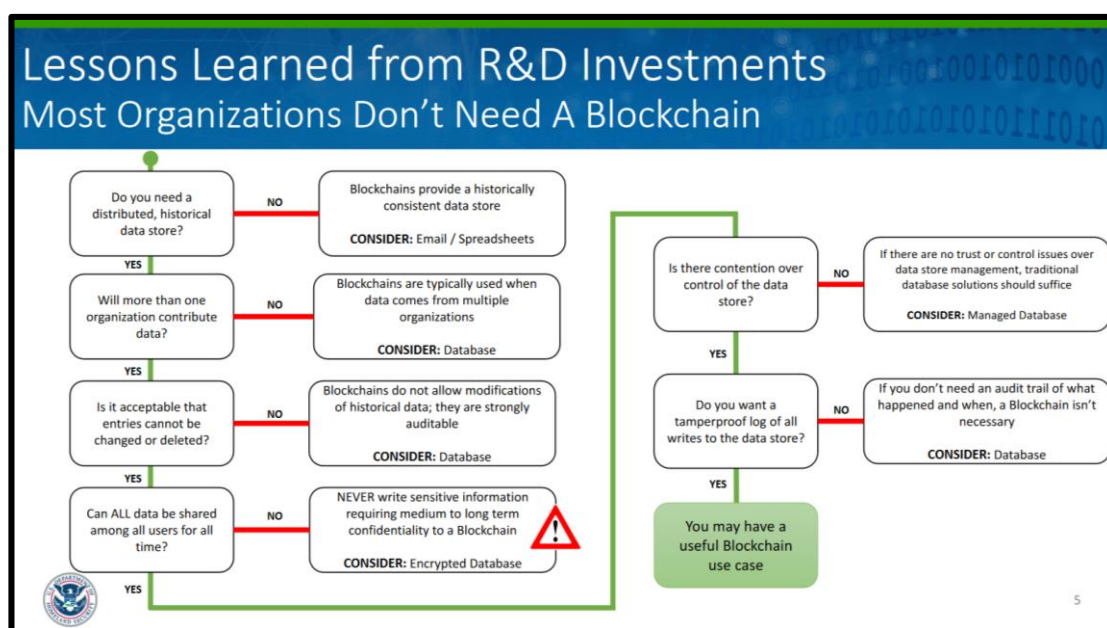 Lessons Learned from R&D Investments
Most Organizations Don't Need A Blockchain
Do you need a
distributed, historical
data store?
NO
Blockchains provide a historically
consistent data store
CONSIDER: Email / Spreadsheets
YES
Will more than one
organization contribute
data?
NO
Blockchains are typically used when
data comes from multiple
organizations
CONSIDER: Database
YES
Is it acceptable that
entries cannot be
changed or deleted?
NO
Blockchains do not allow modifications
of historical data; they are strongly
auditable
CONSIDER: Database
YES
Can ALL data be shared
among all users for all
time?
NO
NEVER write sensitive information
requiring medium to long term
confidentiality to a Blockchain
CONSIDER: Encrypted Database
!
YES
Is there contention over
control of the data
store?
NO
If there are no trust or control issues over
data store management, traditional
database solutions should suffice
CONSIDER: Managed Database
YES
Do you want a
tamperproof log of all
writes to the data store?
NO
If you don't need an audit trail of what
happened and when, a Blockchain isn't
necessary
CONSIDER: Database
YES
You may have a
useful Blockchain
use case
5